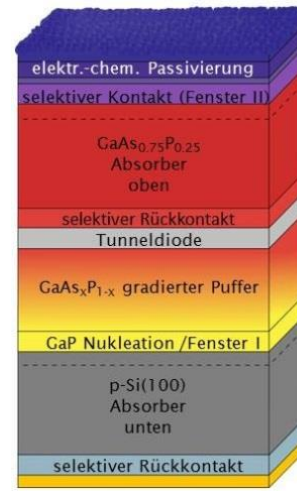 elektr.-chem. Passivierung
selektiver Kontakt (Fenster II)
GaAs0.75P0.25
Absorber
oben
selektiver Rückkontakt
Tunneldiode
GaAsxP1-x gradierter Puffer
GaP Nukleation /Fenster I
p-Si(100)
Absorber
unten
selektiver Rückkontakt